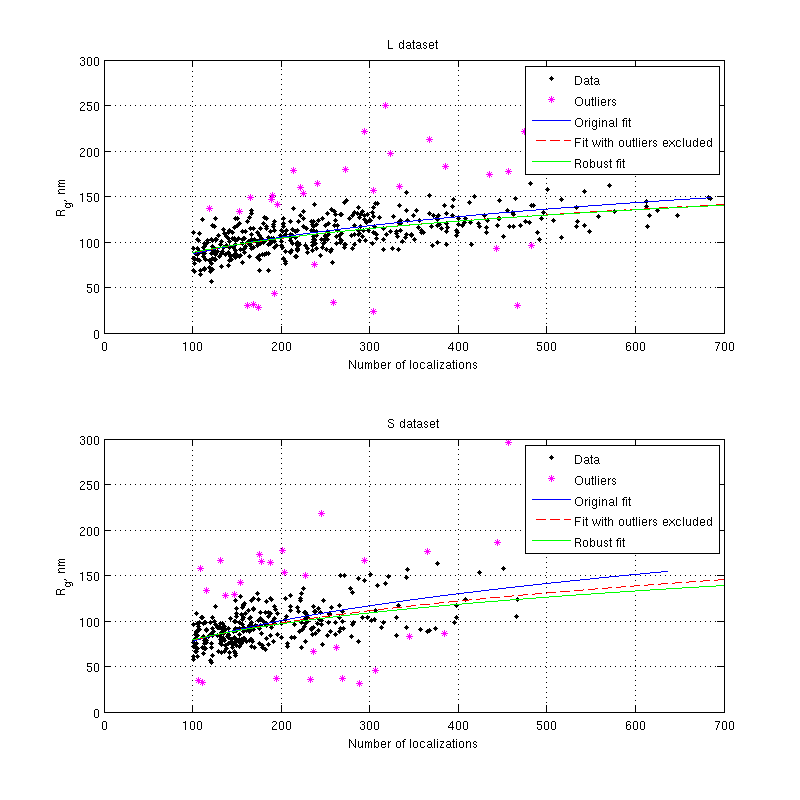 L dataset
300
250
200
150
100
50
0
R_g, nm
Data
Outliers
Original fit
Fit with outliers excluded
Robust fit
0 100 200 300 400 500 600 700
Number of localizations
S dataset
300
250
200
150
100
50
0
R_g, nm
Data
Outliers
Original fit
Fit with outliers excluded
Robust fit
0 100 200 300 400 500 600 700
Number of localizations